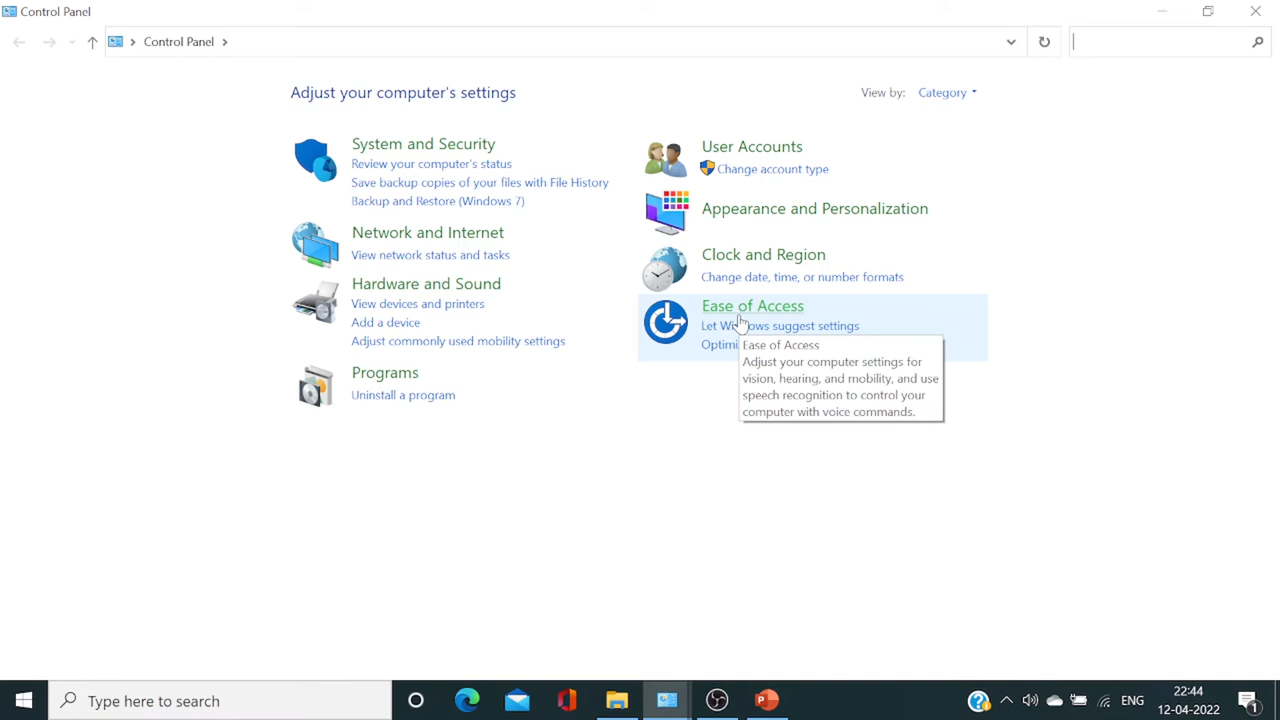 Control Panel
Control Panel
Adjust your computer's settings
View by: Category
System and Security
Review your computer's status
Save backup copies of your files with File History
Backup and Restore (Windows 7)
Network and Internet
View network status and tasks
Hardware and Sound
View devices and printers
Add a device
Adjust commonly used mobility settings
Programs
Uninstall a program
User Accounts
Change account type
Appearance and Personalization
Clock and Region
Change date, time, or number formats
Ease of Access
Let Windows suggest settings
Ease of Access
Adjust your computer settings for
vision, hearing, and mobility, and use
speech recognition to control your
computer with voice commands.
Type here to search
ENG
22:44
12-04-2022
1